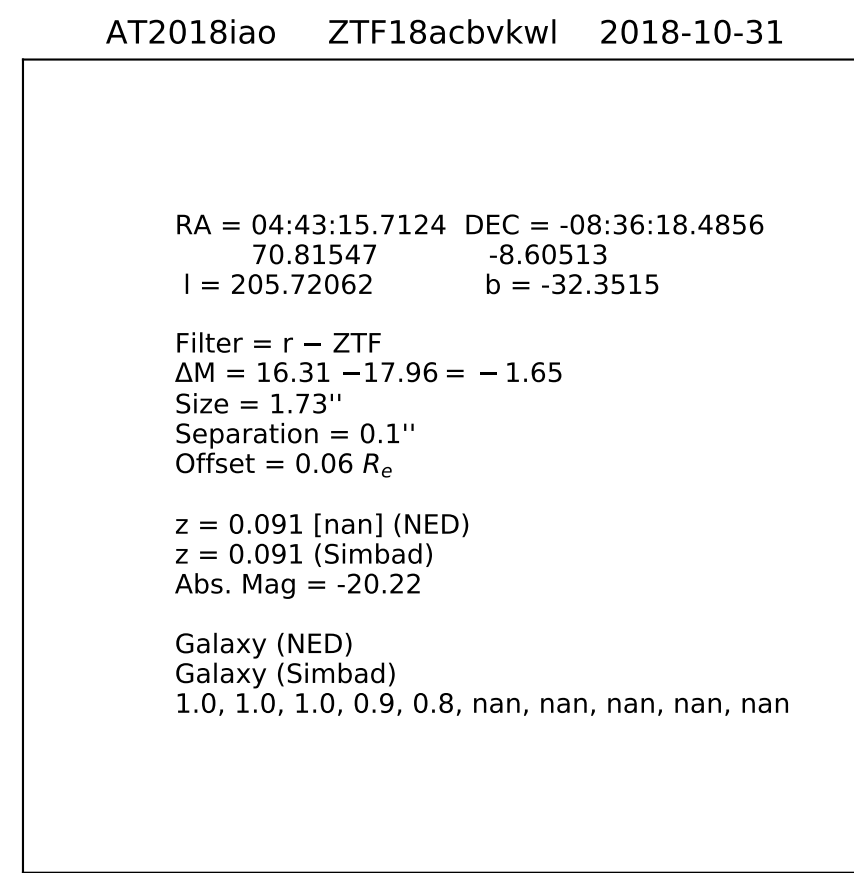 AT2018iao ZTF18acbvkwl 2018-10-31
RA = 04:43:15.7124 DEC = -08:36:18.4856
70.81547 -8.60513
l = 205.72062 b = -32.3515
Filter = r − ZTF
ΔM = 16.31 −17.96 = − 1.65
Size = 1.73''
Separation = 0.1''
Offset = 0.06 Re
z = 0.091 [nan] (NED)
z = 0.091 (Simbad)
Abs. Mag = -20.22
Galaxy (NED)
Galaxy (Simbad)
1.0, 1.0, 1.0, 0.9, 0.8, nan, nan, nan, nan, nan